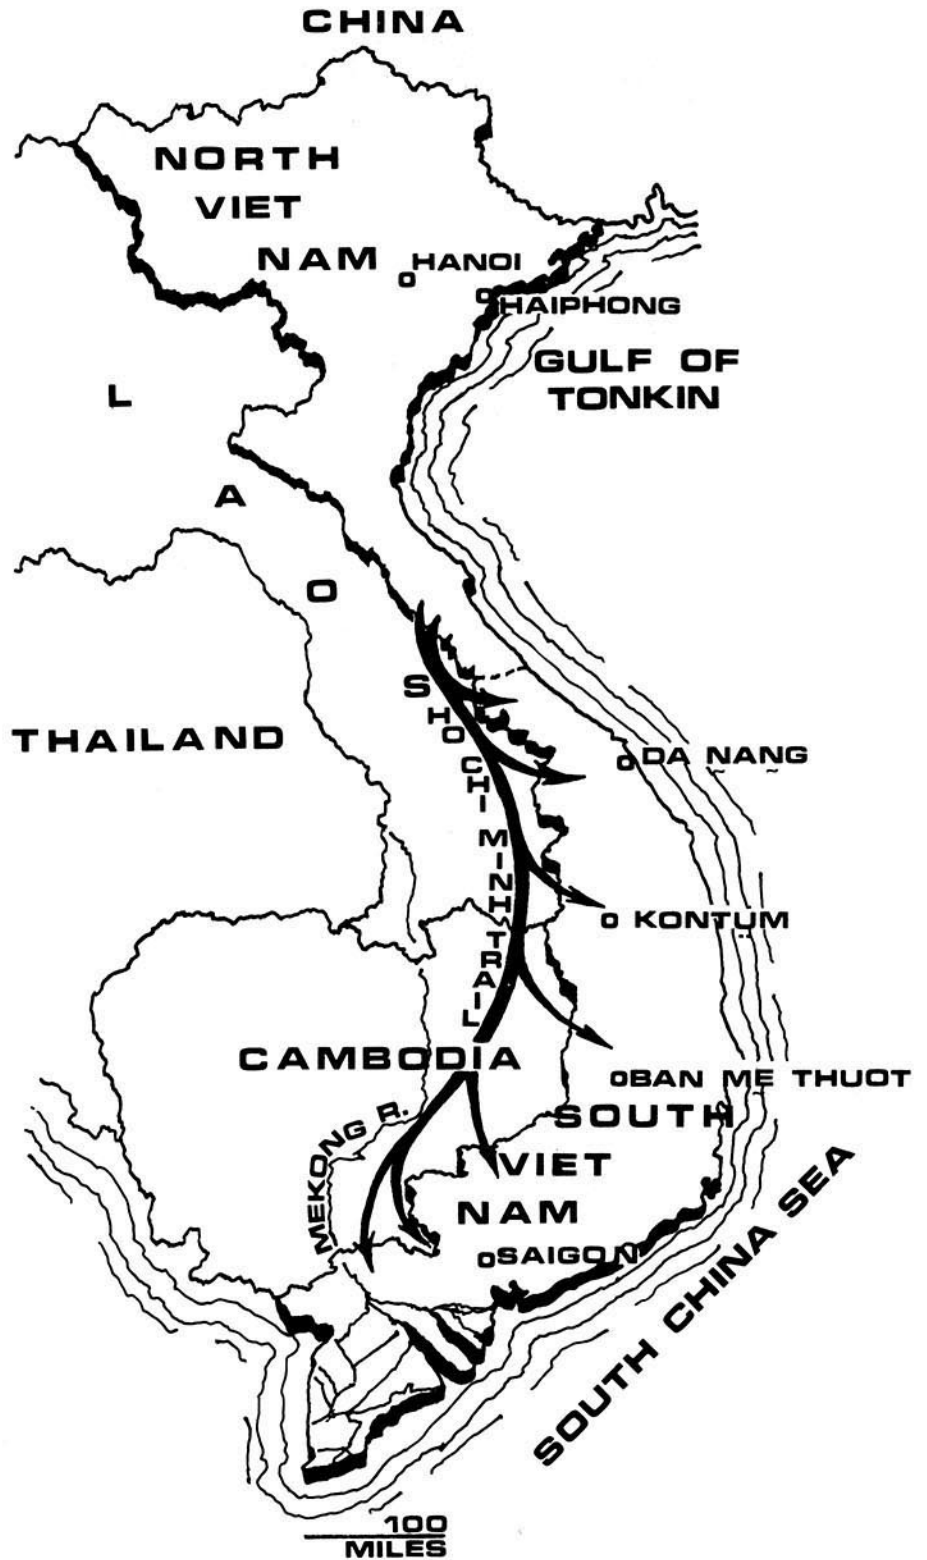 CHINA
NORTH
VIET
NAM
HANOI
HAIPHONG
GULF OF
TONKIN
L
A
O
S
HO CHI MINH TRAIL
THAILAND
DA NANG
KONTUM
CAMBODIA
BAN ME THUOT
SOUTH
VIET
NAM
MEKONG R.
SAIGON
SOUTH CHINA SEA
100
MILES